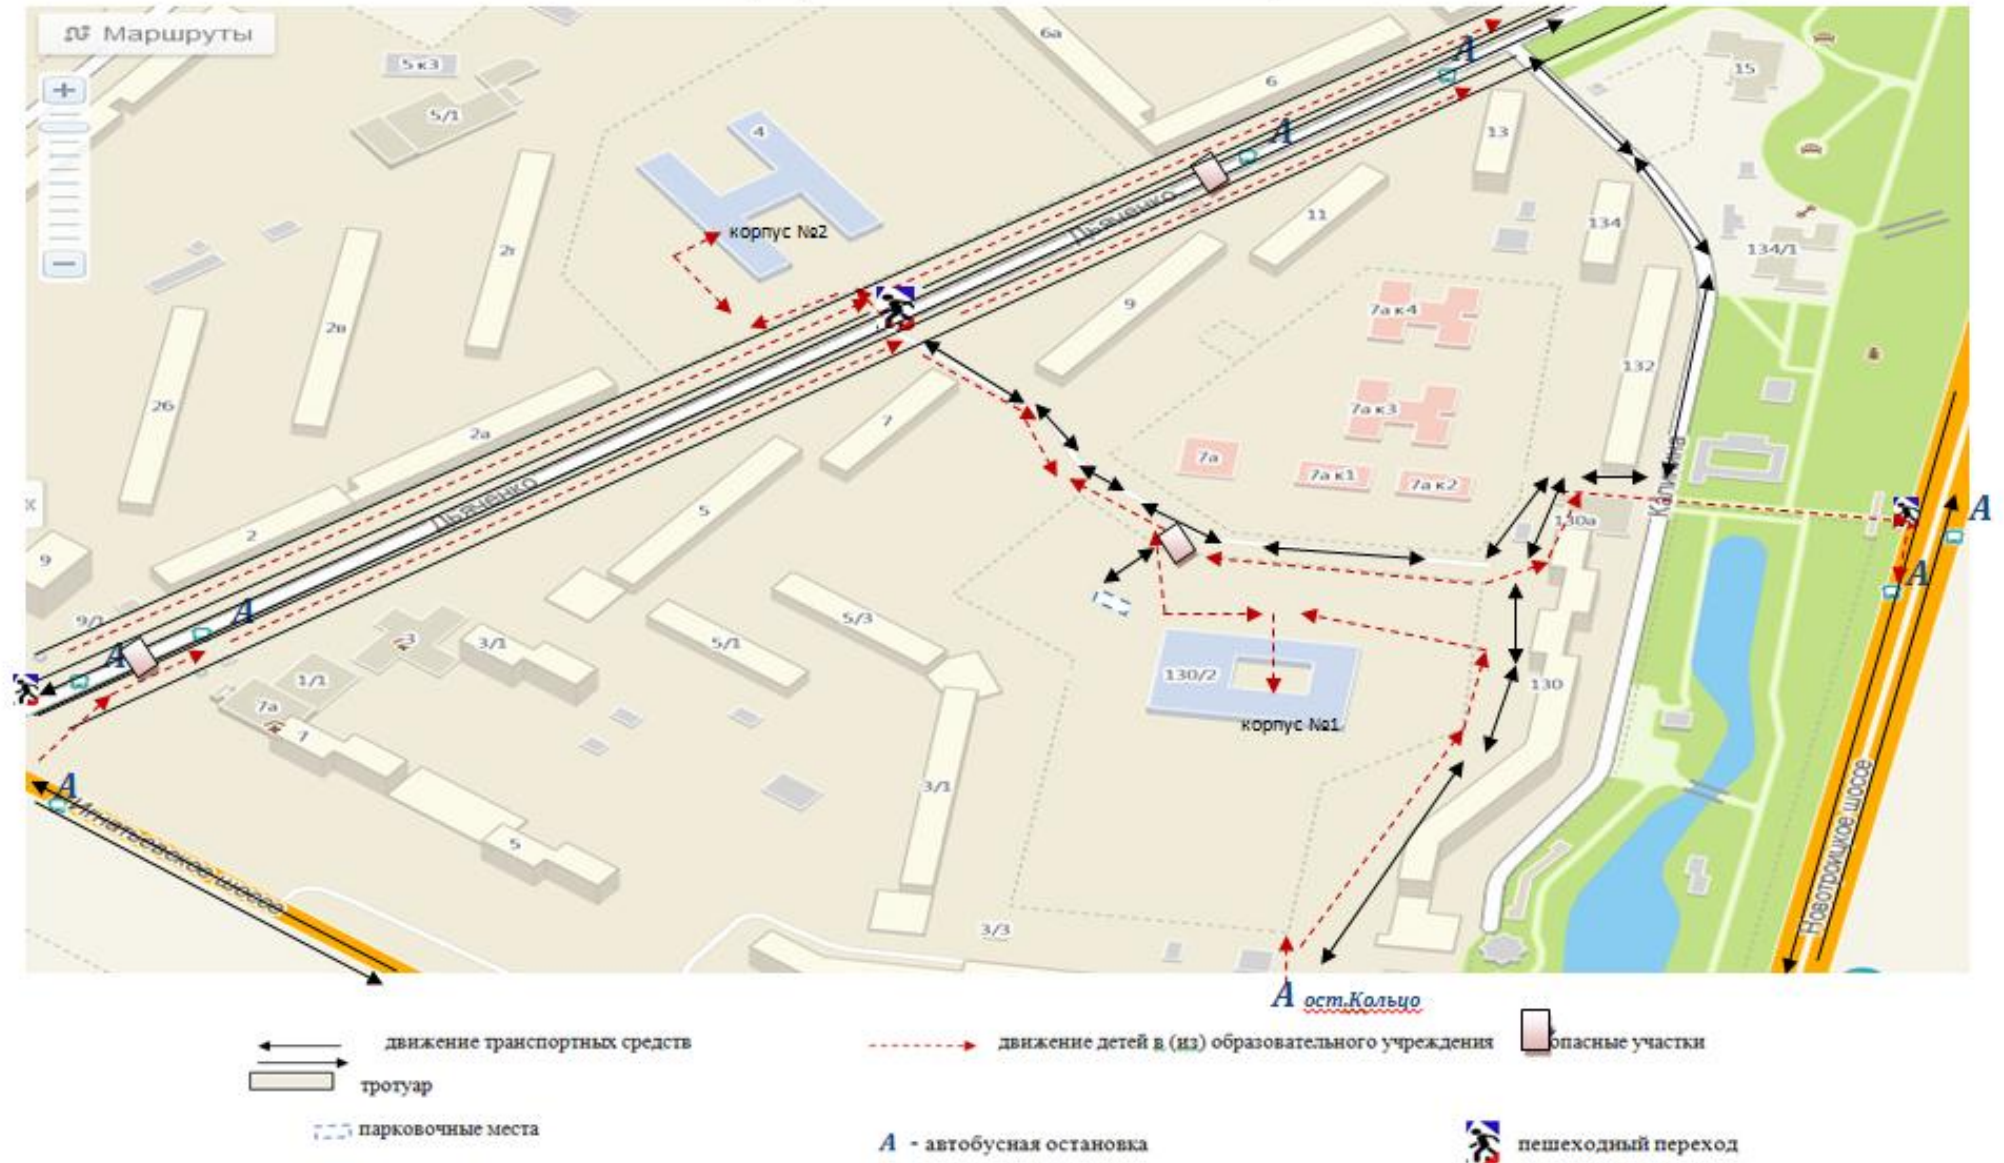 Маршруты
6а
5 к3
6
15
5/1
4
13
А
А
2г
11
134
134/1
корпус №2
Дьяченко
9
7а к4
2в
132
2б
7а к3
7
2а
7а
7а к1
7а к2
Калинина
5
Дьяченко
130а
А
2
9
А
5/3
9/1
А
3
3/1
5/1
А
130/2
130
1/1
7а
корпус №1
1
А
3/1
Игнатьевское шоссе
5
Новотроицкое шоссе
3/3
А ост.Кольцо
движение транспортных средств
движение детей в (из) образовательного учреждения
опасные участки
тротуар
парковочные места
А - автобусная остановка
пешеходный переход